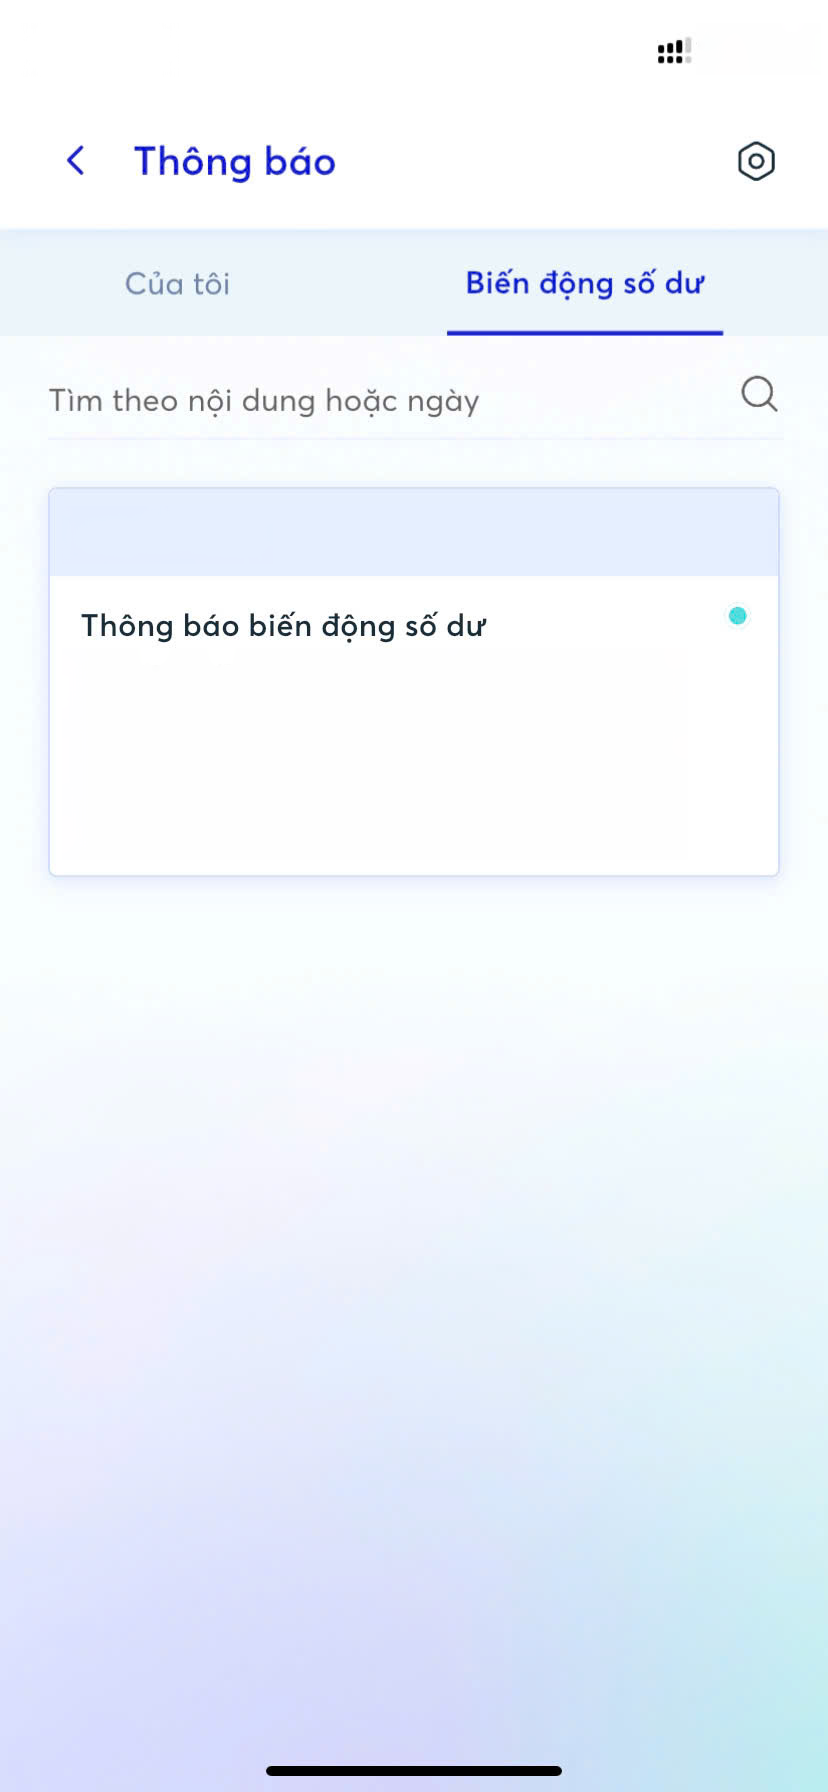 Thông báo
Của tôi
Biến động số dư
Tìm theo nội dung hoặc ngày
Thông báo biến động số dư